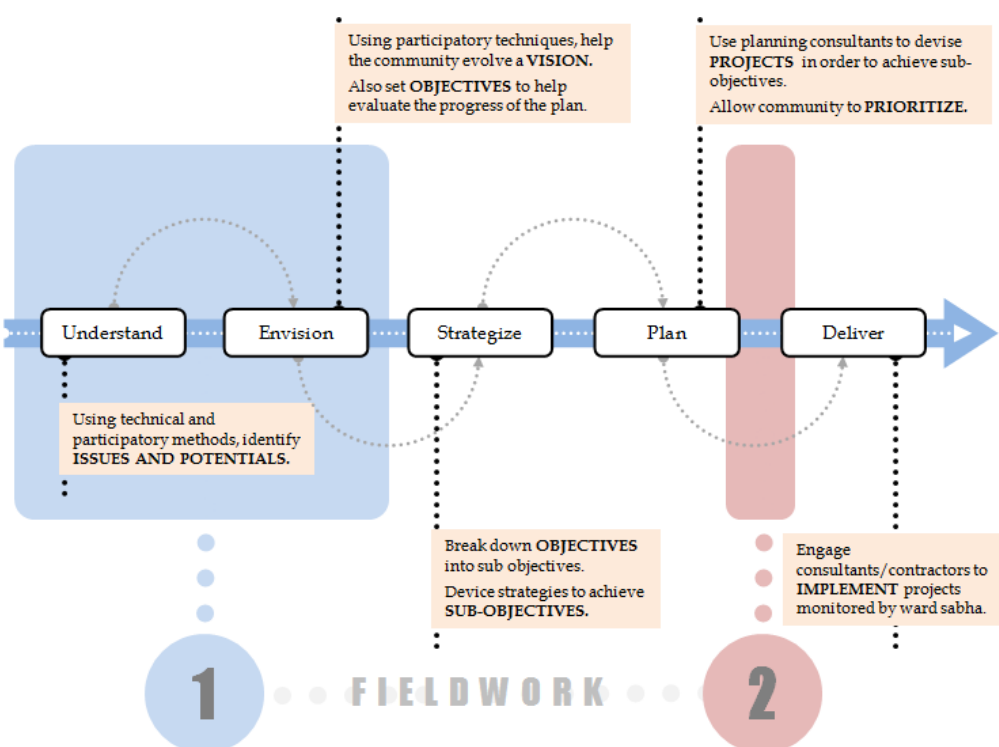 Using participatory techniques, help
the community evolve a VISION.
Also set OBJECTIVES to help
evaluate the progress of the plan.
Use planning consultants to devise
PROJECTS in order to achieve sub-
objectives.
Allow community to PRIORITIZE.
Understand
Envision
Strategize
Plan
Deliver
Using technical and
participatory methods, identify
ISSUES AND POTENTIALS.
Break down OBJECTIVES
into sub objectives.
Device strategies to achieve
SUB-OBJECTIVES.
Engage
consultants/contractors to
IMPLEMENT projects
monitored by ward sabha.
1
FIELDWORK
2